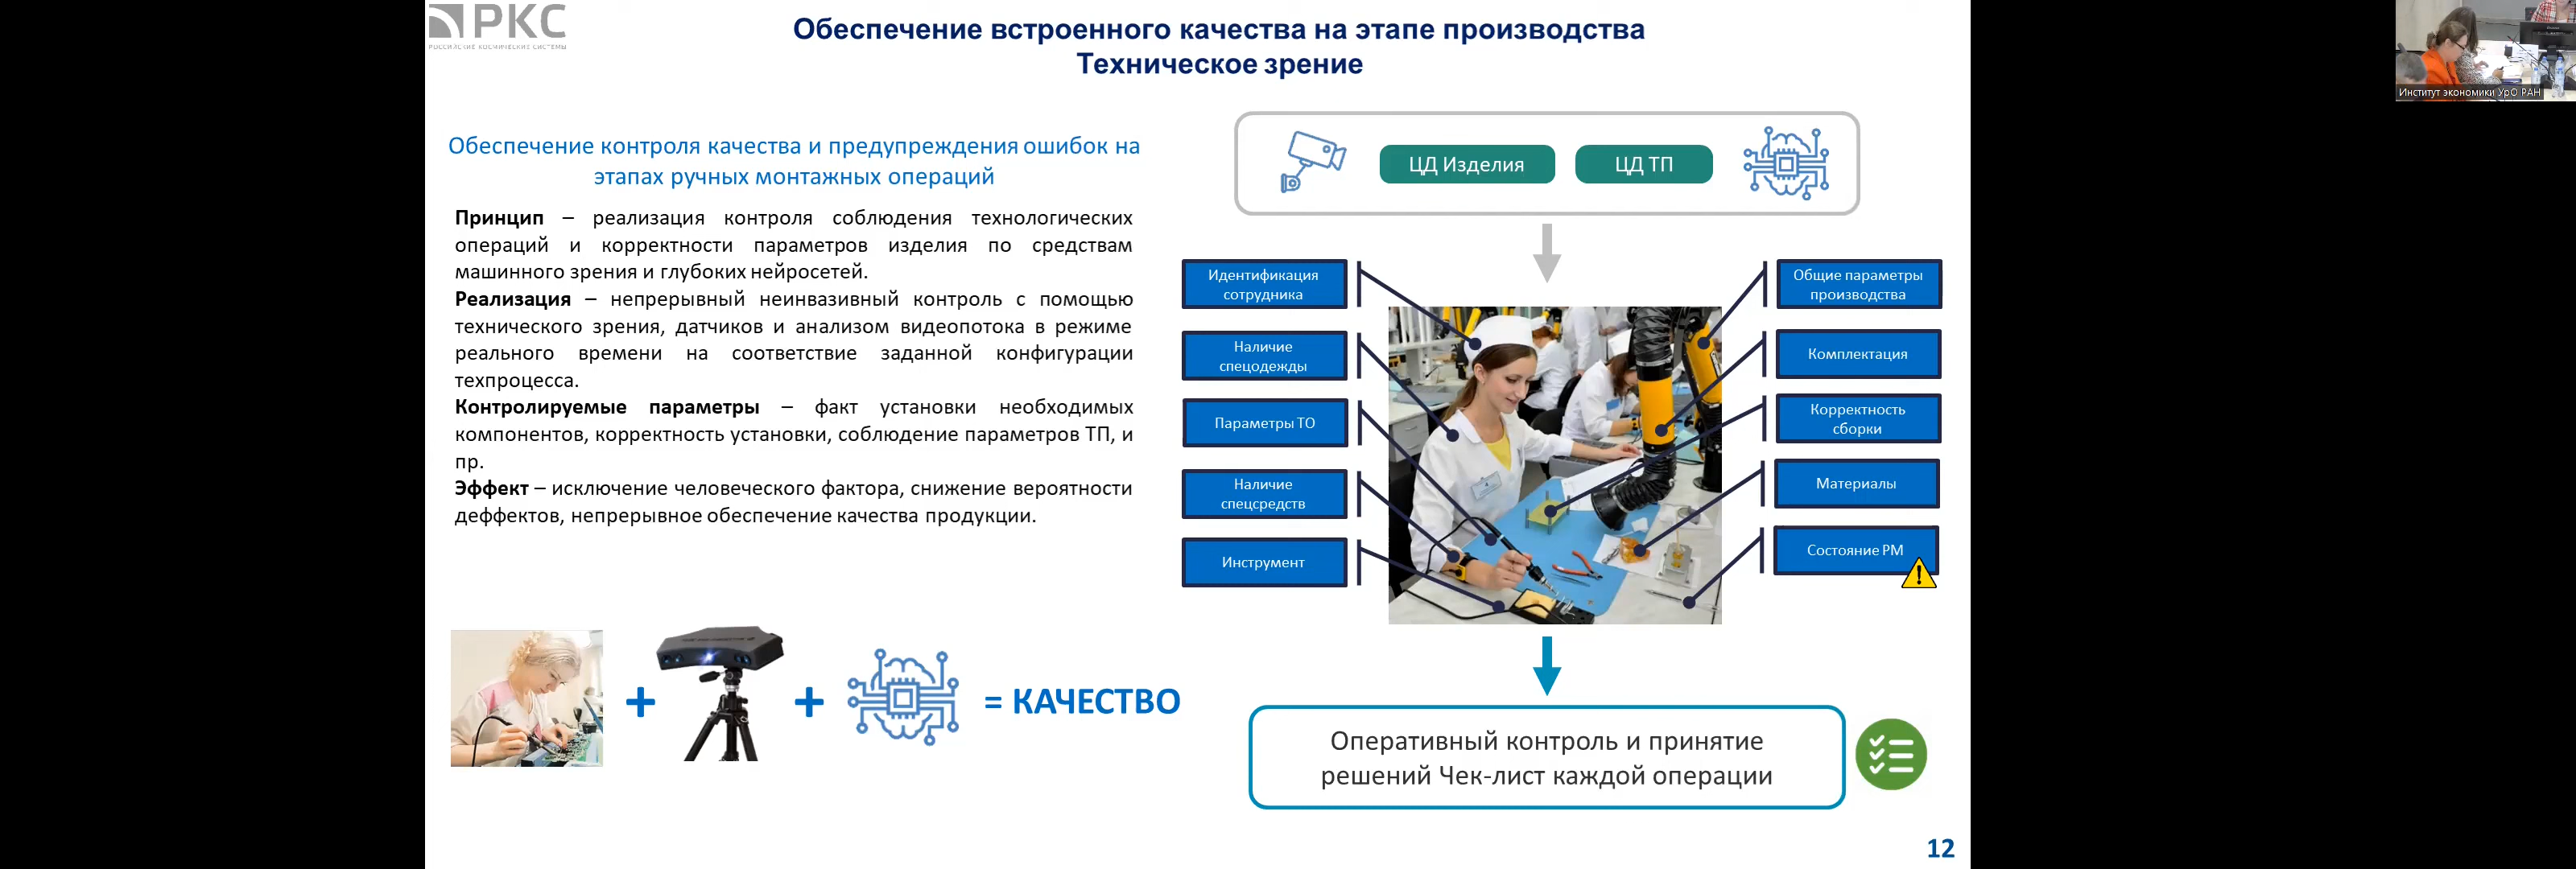 РКС
РОССИЙСКИЕ КОСМИЧЕСКИЕ СИСТЕМЫ
Обеспечение встроенного качества на этапе производства
Техническое зрение
Обеспечение контроля качества и предупреждения ошибок на
этапах ручных монтажных операций
Принцип – реализация контроля соблюдения технологических
операций и корректности параметров изделия по средствам
машинного зрения и глубоких нейросетей.
Реализация – непрерывный неинвазивный контроль с помощью
технического зрения, датчиков и анализом видеопотока в режиме
реального времени на соответствие заданной конфигурации
техпроцесса.
Контролируемые параметры – факт установки необходимых
компонентов, корректность установки, соблюдение параметров ТП, и
пр.
Эффект – исключение человеческого фактора, снижение вероятности
деффектов, непрерывное обеспечение качества продукции.
+ + = КАЧЕСТВО
ЦД Изделия
ЦД ТП
Идентификация
сотрудника
Наличие
спецодежды
Параметры ТО
Наличие
спецсредств
Инструмент
Общие параметры
производства
Комплектация
Корректность
сборки
Материалы
Состояние РМ
Оперативный контроль и принятие
решений Чек-лист каждой операции
12
Институт экономики УрО РАН